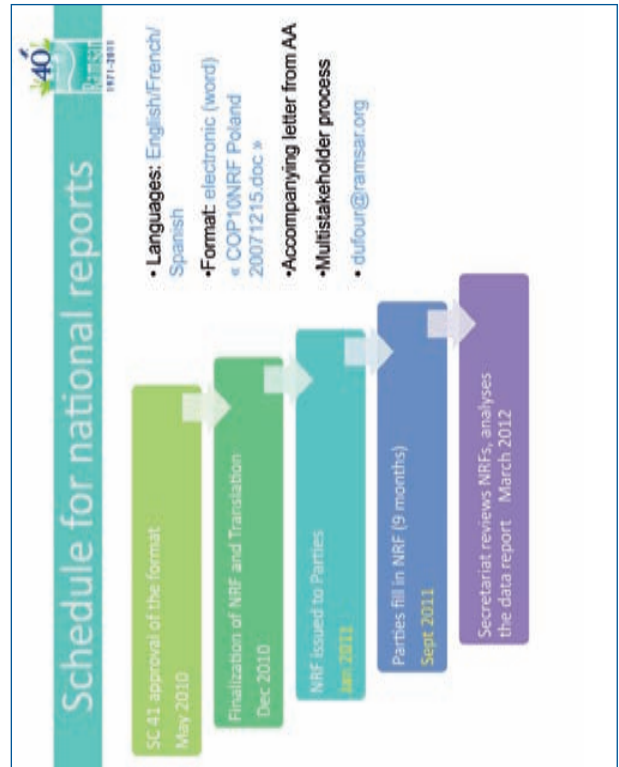 Schedule for national reports
40
Ramsar
1971-2011
SC 41 approval of the format
May 2010
Finalization of NRF and Translation
Dec 2010
NRF issued to Parties
Jan 2011
Parties fill in NRF (9 months)
Sept 2011
Secretariat reviews NRFs, analyses
the data report March 2012
• Languages: English/French/
Spanish
•Format: electronic (word)
« COP10NRF Poland
20071215.doc »
•Accompanying letter from AA
•Multistakeholder process
• dufour@ramsar.org